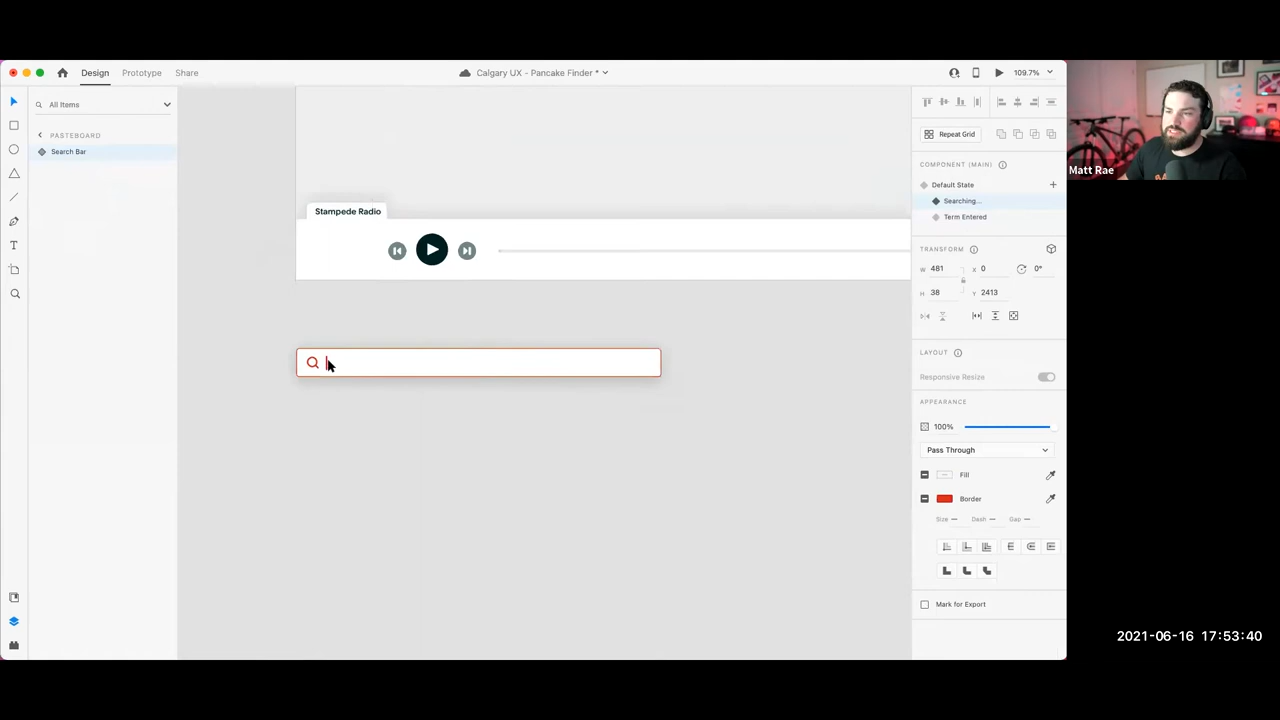 Design Prototype Share
Calgary UX - Pancake Finder *
109.7%
All Items
PASTEBOARD
Search Bar
Stampede Radio
Repeat Grid
COMPONENT (MAIN)
Default State
Searching...
Term Entered
TRANSFORM
W 481 X 0 0°
H 38 Y 2413
LAYOUT
Responsive Resize
APPEARANCE
100%
Pass Through
Fill
Border
Size Dash Gap
Mark for Export
Matt Rae
2021-06-16 17:53:40